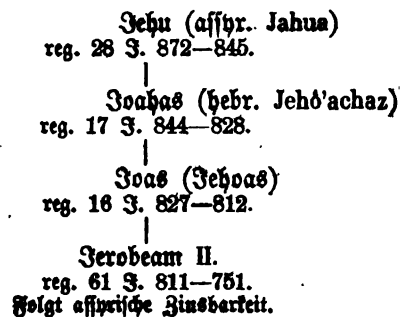 Jehu (assyr. Jahua)
reg. 28 J. 872—845.
Joahas (hebr. Jehô'achaz)
reg. 17 J. 844—828.
Joas (Jehoas)
reg. 16 J. 827—812.
Jerobeam II.
reg. 61 J. 811—751.
Folgt assyrische Zinsbarkeit.